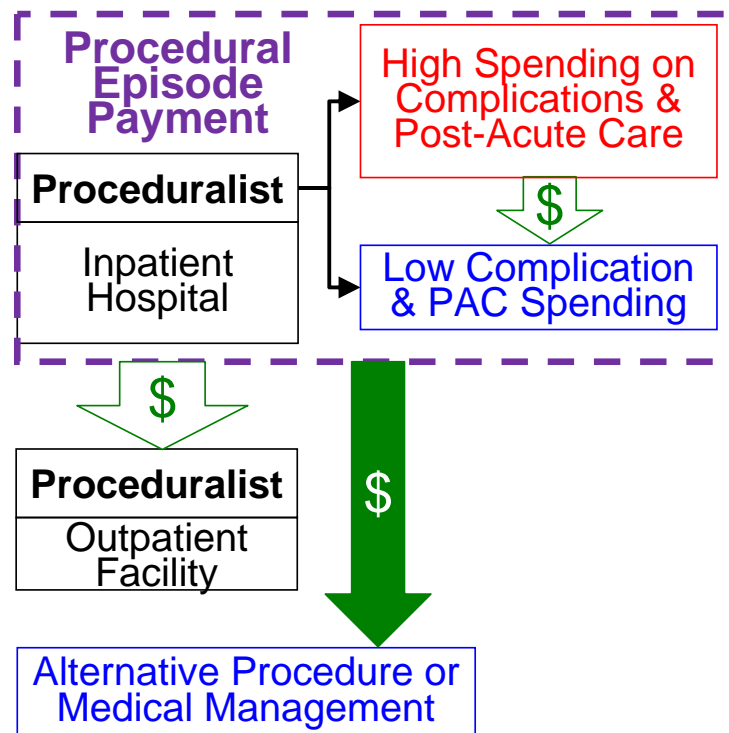 Procedural
Episode
Payment
High Spending on
Complications &
Post-Acute Care
Proceduralist
$
Inpatient
Hospital
Low Complication
& PAC Spending
$
Proceduralist
$
Outpatient
Facility
Alternative Procedure or
Medical Management